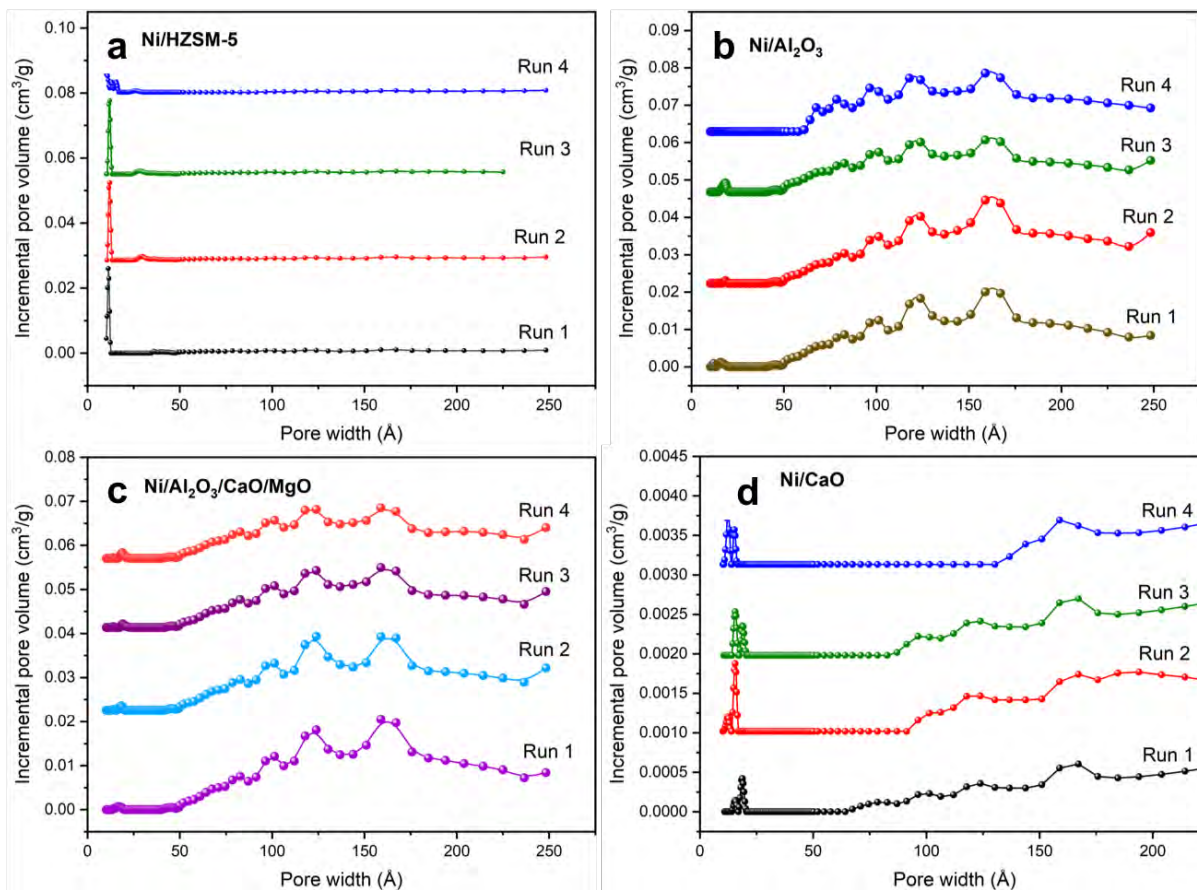 a Ni/HZSM-5
Incremental pore volume (cm³/g)
0.10
0.08
0.06
0.04
0.02
0.00
Run 4
Run 3
Run 2
Run 1
0 50 100 150 200 250
Pore width (Å)
b Ni/Al₂O₃
Incremental pore volume (cm³/g)
0.09
0.08
0.07
0.06
0.05
0.04
0.03
0.02
0.01
0.00
Run 4
Run 3
Run 2
Run 1
0 50 100 150 200 250
Pore width (Å)
c Ni/Al₂O₃/CaO/MgO
Incremental pore volume (cm³/g)
0.08
0.07
0.06
0.05
0.04
0.03
0.02
0.01
0.00
Run 4
Run 3
Run 2
Run 1
0 50 100 150 200 250
Pore width (Å)
d Ni/CaO
Incremental pore volume (cm³/g)
0.0045
0.0040
0.0035
0.0030
0.0025
0.0020
0.0015
0.0010
0.0005
0.0000
Run 4
Run 3
Run 2
Run 1
0 50 100 150 200
Pore width (Å)